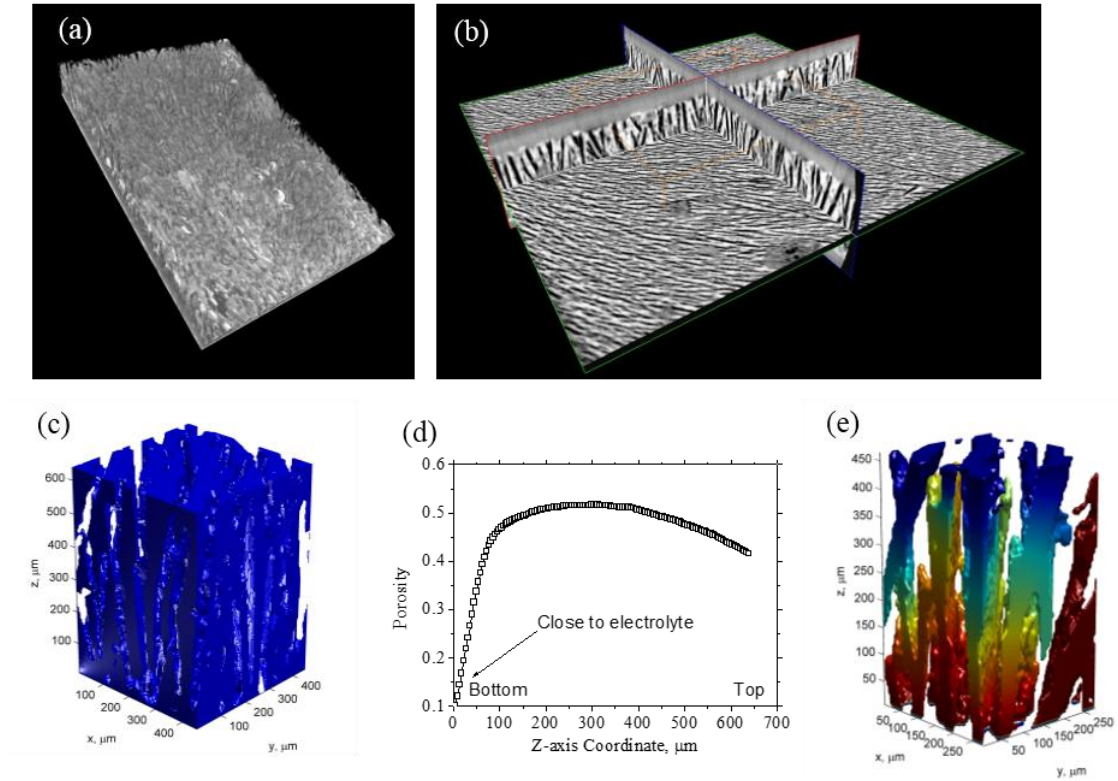 (a)
(b)
(c)
600
500
400
300
200
100
z, μm
100
200
300
400
x, μm
100
200
300
400
y, μm
(d)
0.6
0.5
0.4
0.3
0.2
0.1
Porosity
Close to electrolyte
Bottom
Top
0 100 200 300 400 500 600 700
Z-axis Coordinate, μm
(e)
450
400
350
300
250
200
150
100
50
z, μm
50
100
150
200
250
x, μm
50
100
150
200
250
y, μm